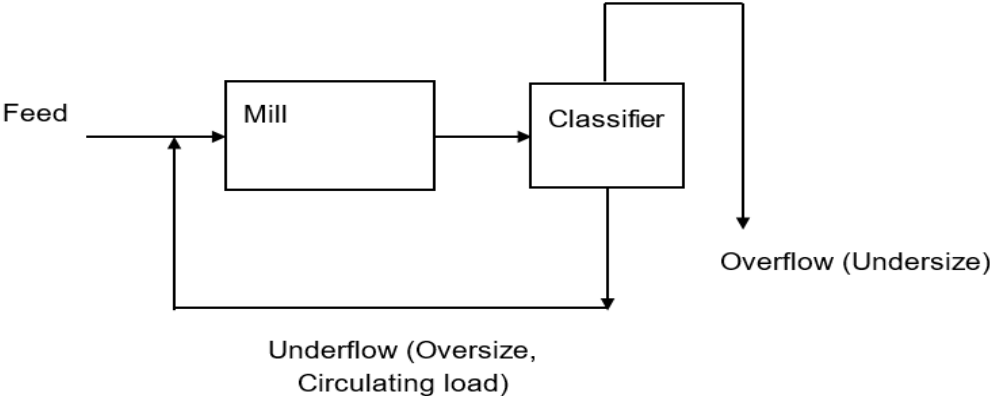 Feed
Mill
Classifier
Overflow (Undersize)
Underflow (Oversize,
Circulating load)